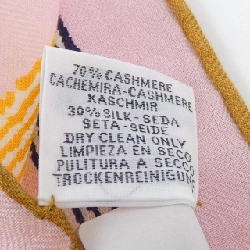 70% CASHMERE
CACHEMIRA-CASHMERE
KASCHMIR
30% SILK-SEDA
SETA-SEIDE
DRY CLEAN ONLY
LIMPIEZA EN SECO
PULITURA A SECCO
TROCKENREINIGUNG